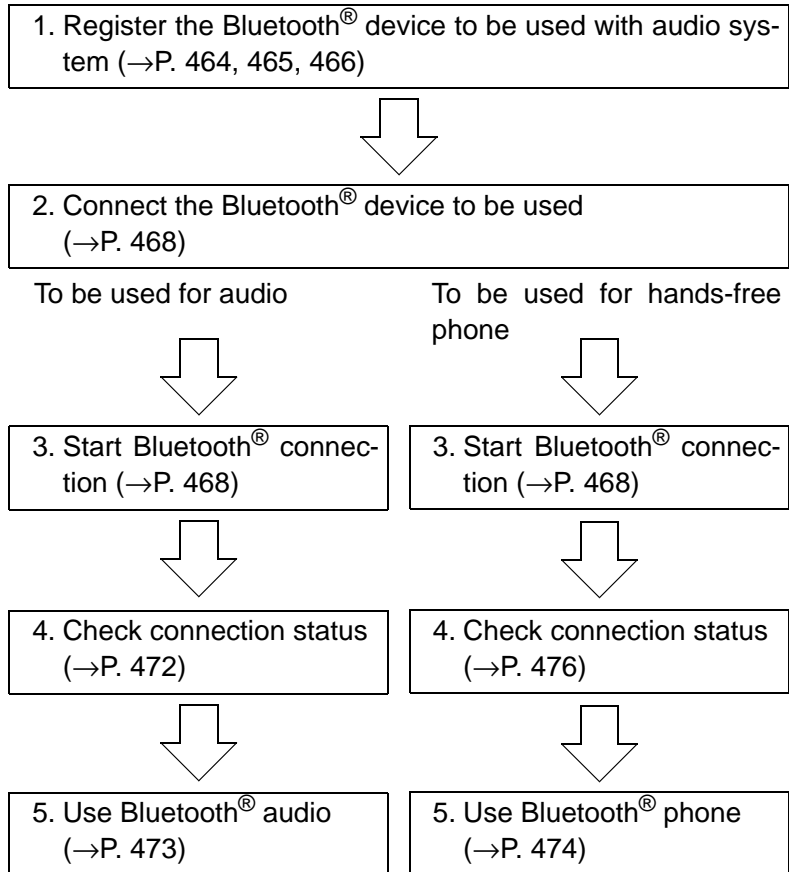 1. Register the Bluetooth® device to be used with audio sys-
tem (→P. 464, 465, 466)
2. Connect the Bluetooth® device to be used
(→P. 468)
To be used for audio
To be used for hands-free
phone
3. Start Bluetooth® connec-
tion (→P. 468)
3. Start Bluetooth® connec-
tion (→P. 468)
4. Check connection status
(→P. 472)
4. Check connection status
(→P. 476)
5. Use Bluetooth® audio
(→P. 473)
5. Use Bluetooth® phone
(→P. 474)